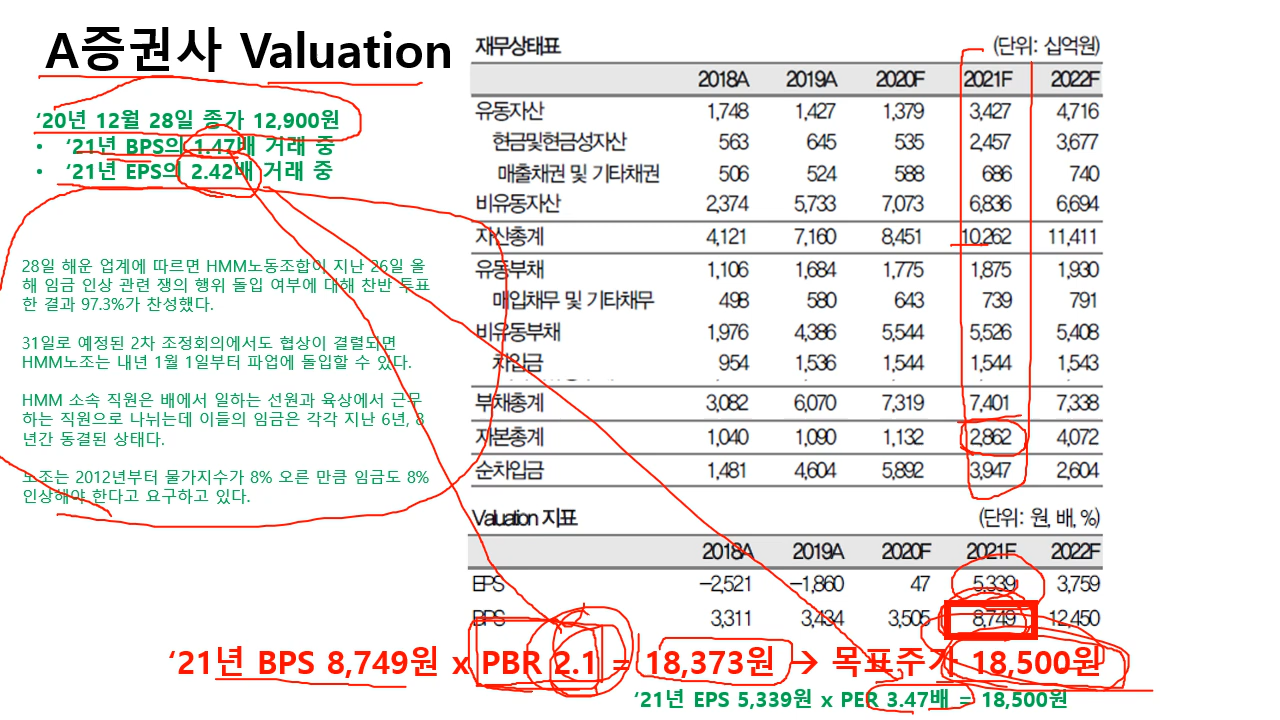 A증권사 Valuation
‘20년 12월 28일 종가 12,900원
• ‘21년 BPS의 1.47배 거래 중
• ‘21년 EPS의 2.42배 거래 중
28일 해운 업계에 따르면 HMM노동조합이 지난 26일 올
해 임금 인상 관련 쟁의 행위 돌입 여부에 대해 찬반 투표
한 결과 97.3%가 찬성했다.
31일로 예정된 2차 조정회의에서도 협상이 결렬되면
HMM노조는 내년 1월 1일부터 파업에 돌입할 수 있다.
HMM 소속 직원은 배에서 일하는 선원과 육상에서 근무
하는 직원으로 나뉘는데 이들의 임금은 각각 지난 6년, 8
년간 동결된 상태다.
노조는 2012년부터 물가지수가 8% 오른 만큼 임금도 8%
인상해야 한다고 요구하고 있다.
재무상태표 (단위: 십억원)
2018A 2019A 2020F 2021F 2022F
유동자산 1,748 1,427 1,379 3,427 4,716
현금및현금성자산 563 645 535 2,457 3,677
매출채권 및 기타채권 506 524 588 686 740
비유동자산 2,374 5,733 7,073 6,836 6,694
자산총계 4,121 7,160 8,451 10,262 11,411
유동부채 1,106 1,684 1,775 1,875 1,930
매입채무 및 기타채무 498 580 643 739 791
비유동부채 1,976 4,386 5,544 5,526 5,408
차입금 954 1,536 1,544 1,544 1,543
부채총계 3,082 6,070 7,319 7,401 7,338
자본총계 1,040 1,090 1,132 2,862 4,072
순차입금 1,481 4,604 5,892 3,947 2,604
Valuation 지표 (단위: 원, 배, %)
2018A 2019A 2020F 2021F 2022F
EPS −2,521 −1,860 47 5,339 3,759
BPS 3,311 3,434 3,505 8,749 12,450
‘21년 BPS 8,749원 x PBR 2.1 = 18,373원 → 목표주가 18,500원
‘21년 EPS 5,339원 x PER 3.47배 = 18,500원